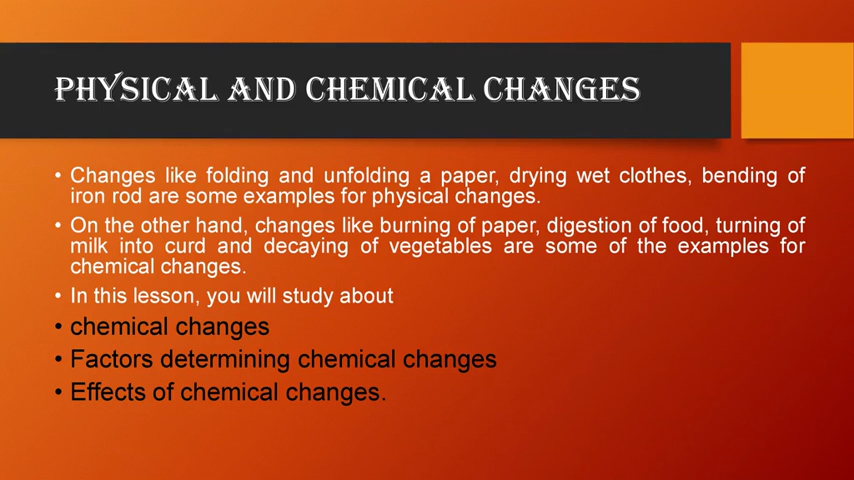 PHYSICAL AND CHEMICAL CHANGES
• Changes like folding and unfolding a paper, drying wet clothes, bending of
iron rod are some examples for physical changes.
• On the other hand, changes like burning of paper, digestion of food, turning of
milk into curd and decaying of vegetables are some of the examples for
chemical changes.
• In this lesson, you will study about
• chemical changes
• Factors determining chemical changes
• Effects of chemical changes.